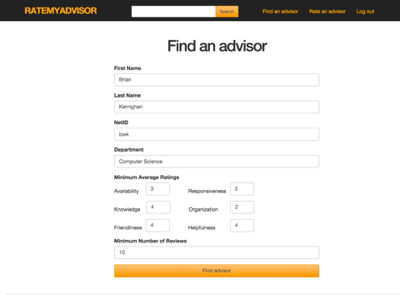 RATEMYADVISOR Search Find an advisor Rate an advisor Log out
Find an advisor
First Name
Brian
Last Name
Kernighan
NetID
bwk
Department
Computer Science
Minimum Average Ratings
Availability 3 Responsiveness 3
Knowledge 4 Organization 2
Friendliness 4 Helpfulness 4
Minimum Number of Reviews
10
Find advisor